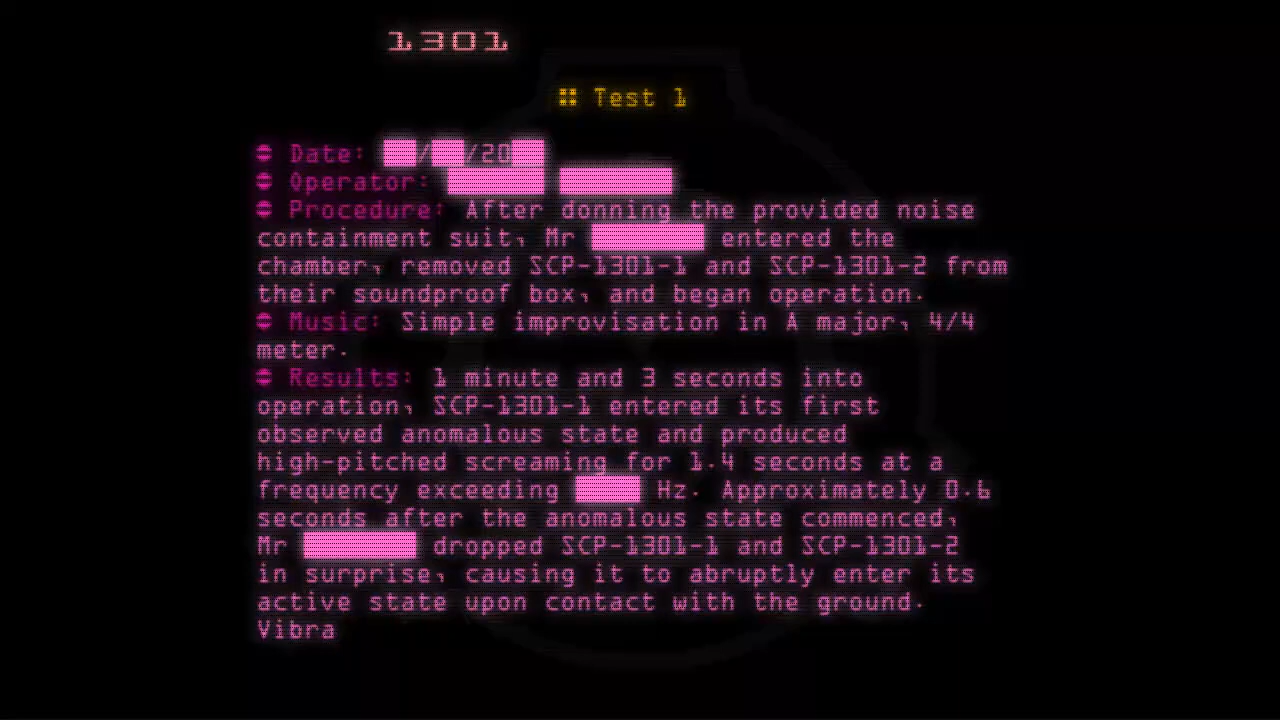 1301
Test 1
Date: ██/██/20██
Operator: ██████ ███████
Procedure: After donning the provided noise
containment suit, Mr ███████ entered the
chamber, removed SCP-1301-1 and SCP-1301-2 from
their soundproof box, and began operation.
Music: Simple improvisation in A major, 4/4
meter.
Results: 1 minute and 3 seconds into
operation, SCP-1301-1 entered its first
observed anomalous state and produced
high-pitched screaming for 1.4 seconds at a
frequency exceeding ████ Hz. Approximately 0.6
seconds after the anomalous state commenced,
Mr ███████ dropped SCP-1301-1 and SCP-1301-2
in surprise, causing it to abruptly enter its
active state upon contact with the ground.
Vibra